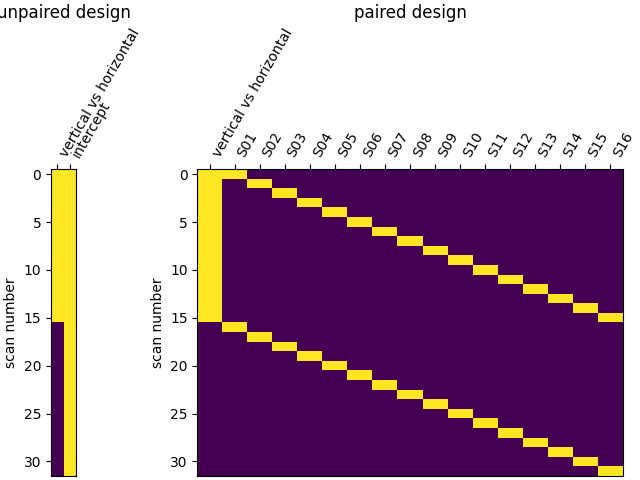 unpaired design
paired design
vertical vs horizontal
intercept
vertical vs horizontal
S01
S02
S03
S04
S05
S06
S07
S08
S09
S10
S11
S12
S13
S14
S15
S16
scan number
0
5
10
15
20
25
30
scan number
0
5
10
15
20
25
30